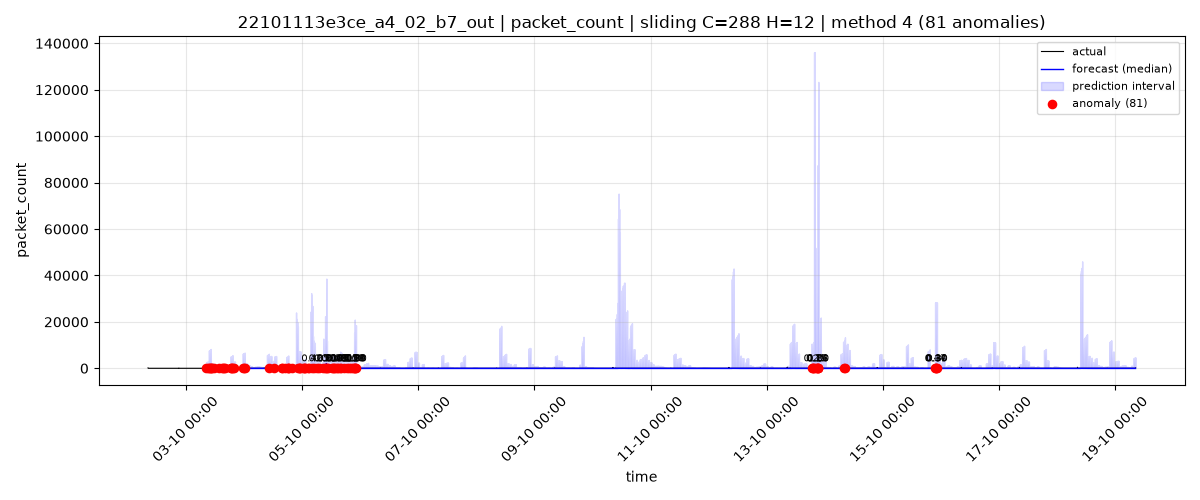 22101113e3ce_a4_02_b7_out | packet_count | sliding C=288 H=12 | method 4 (81 anomalies)
140000
120000
100000
80000
60000
40000
20000
0
packet_count
actual
forecast (median)
prediction interval
anomaly (81)
03-10 00:00
05-10 00:00
07-10 00:00
09-10 00:00
11-10 00:00
13-10 00:00
15-10 00:00
17-10 00:00
19-10 00:00
time